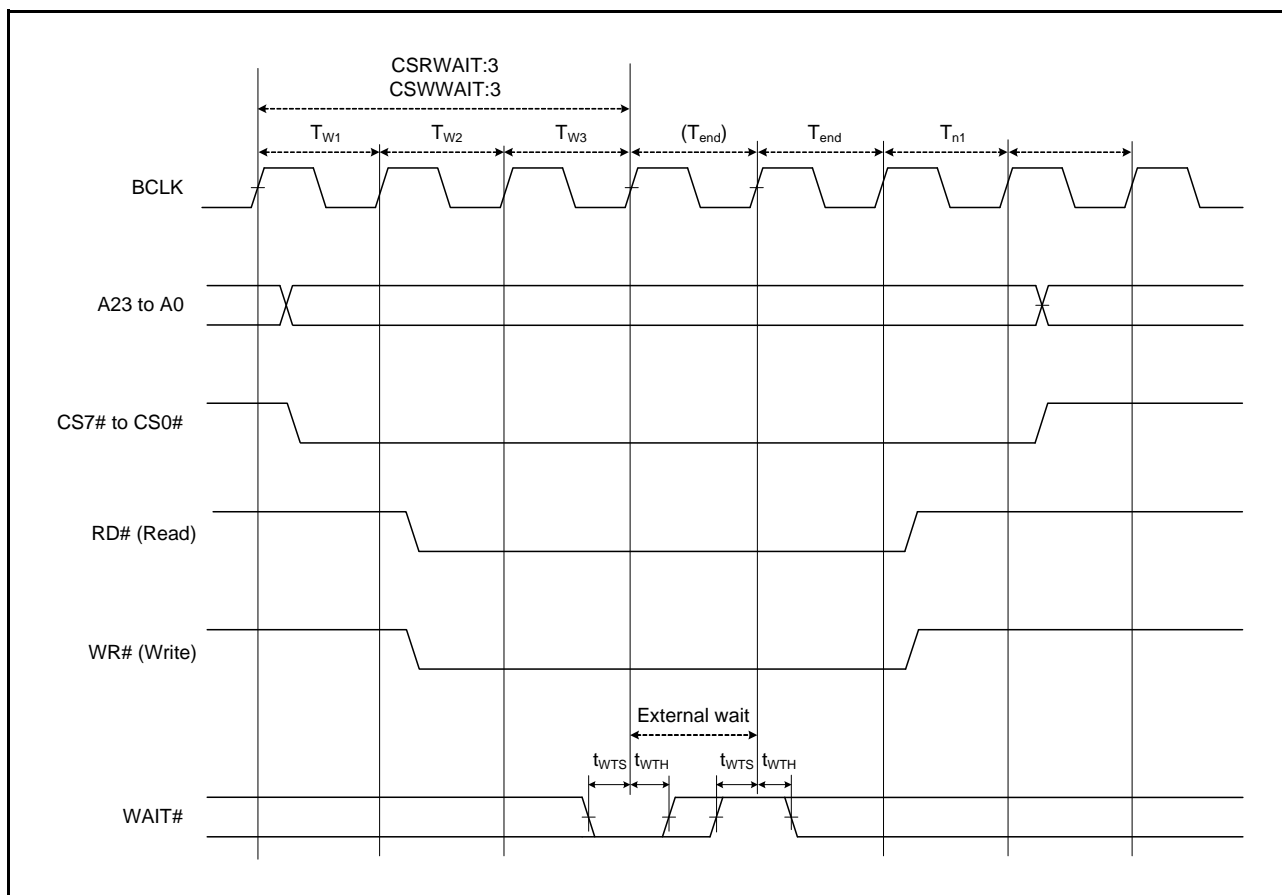 CSRWAIT:3
CSWWAIT:3
TW1 TW2 TW3 (Tend) Tend Tn1
BCLK
A23 to A0
CS7# to CS0#
RD# (Read)
WR# (Write)
External wait
tWTS tWTH tWTS tWTH
WAIT#